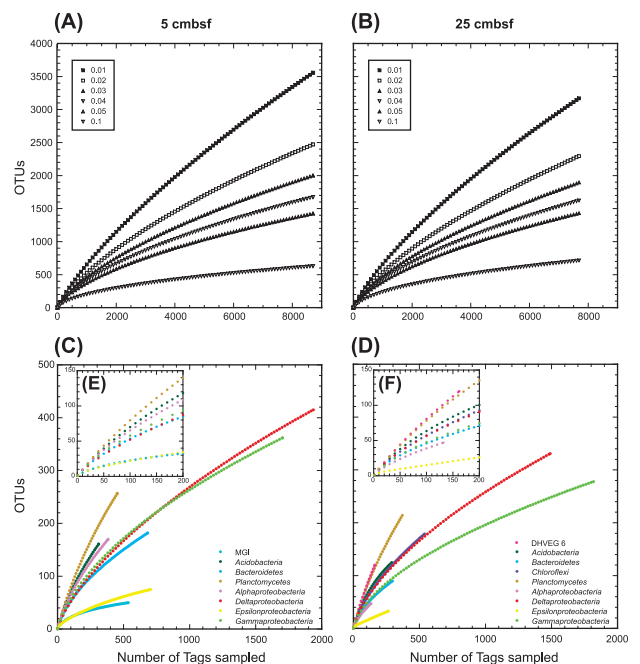 (A) 5 cmbsf
(B) 25 cmbsf
4000
3500
3000
2500
2000
1500
1000
500
0
OTUs
0.01
0.02
0.03
0.04
0.05
0.1
0 2000 4000 6000 8000
0.01
0.02
0.03
0.04
0.05
0.1
0 2000 4000 6000 8000
(C)
(D)
500
400
300
200
100
0
OTUs
(E)
150
100
50
0
0 50 100 150 200
(F)
150
100
50
0
0 50 100 150 200
MGI
Acidobacteria
Bacteroidetes
Planctomycetes
Alphaproteobacteria
Deltaproteobacteria
Epsilonproteobacteria
Gammaproteobacteria
DHVEG 6
Acidobacteria
Bacteroidetes
Chloroflexi
Planctomycetes
Alphaproteobacteria
Deltaproteobacteria
Epsilonproteobacteria
Gammaproteobacteria
0 500 1000 1500 2000
0 500 1000 1500 2000
Number of Tags sampled
Number of Tags sampled